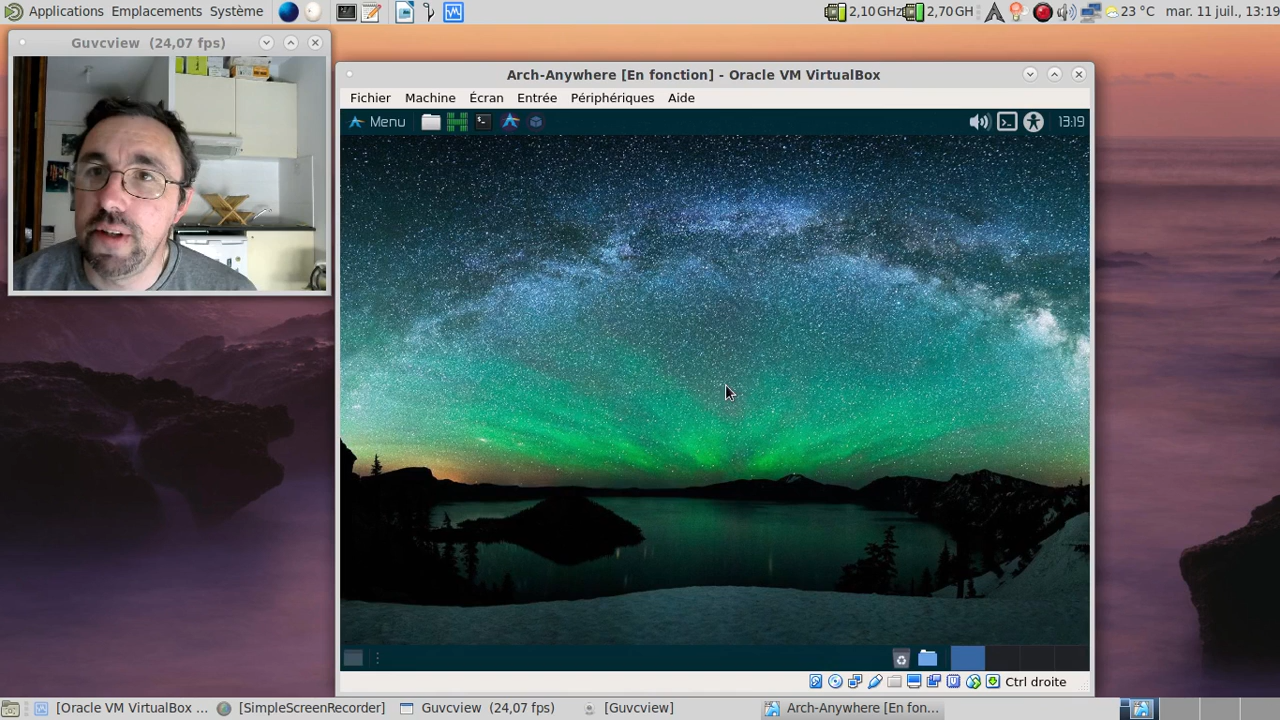 Applications Emplacements Système 2,10 GHz 2,70 GH 23 °C mar. 11 juil., 13:19
Guvcview (24,07 fps)
Arch-Anywhere [En fonction] - Oracle VM VirtualBox
Fichier Machine Écran Entrée Périphériques Aide
Menu 13:19
Ctrl droite
[Oracle VM VirtualBox ... [SimpleScreenRecorder] Guvcview (24,07 fps) [Guvcview] Arch-Anywhere [En fon...